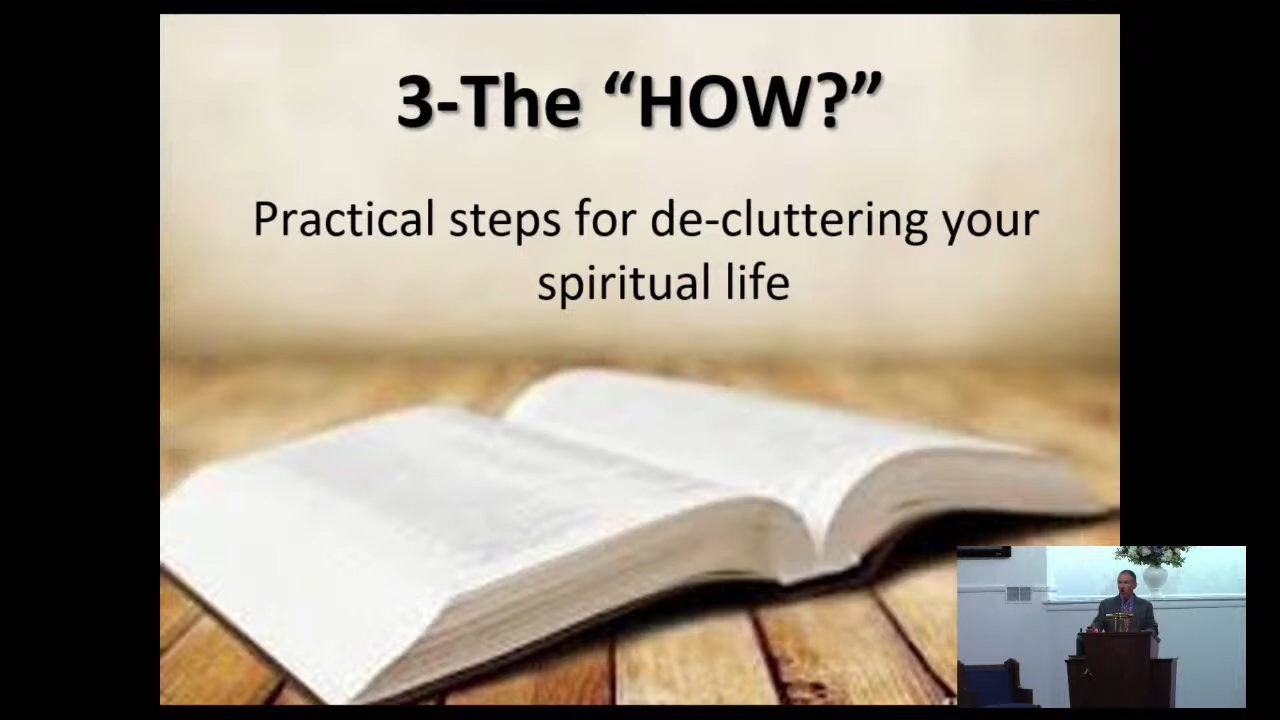 3-The “HOW?”
Practical steps for de-cluttering your
spiritual life